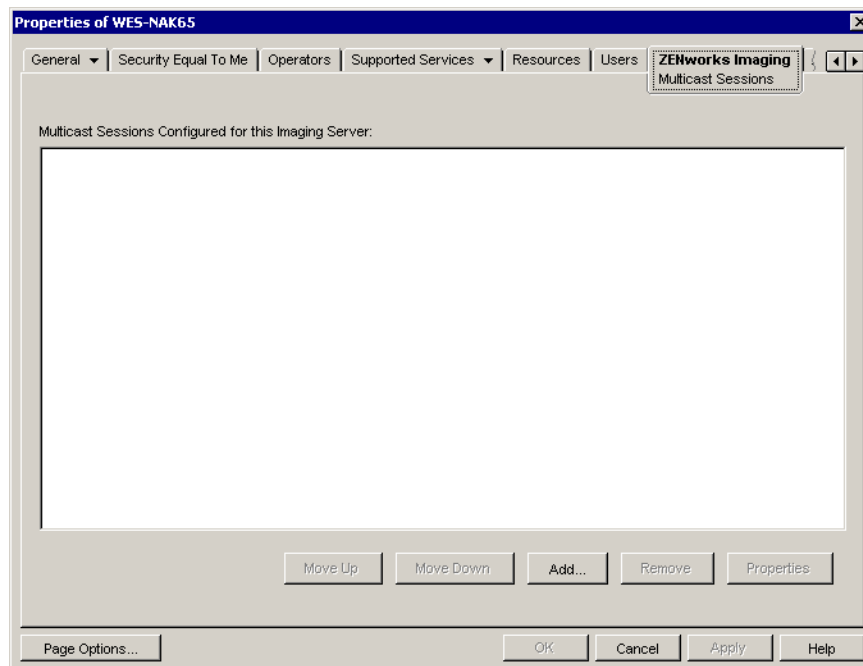 Properties of WES-NAK65
General Security Equal To Me Operators Supported Services Resources Users ZENworks Imaging
Multicast Sessions
Multicast Sessions Configured for this Imaging Server:
Move Up Move Down Add... Remove Properties
Page Options... OK Cancel Apply Help